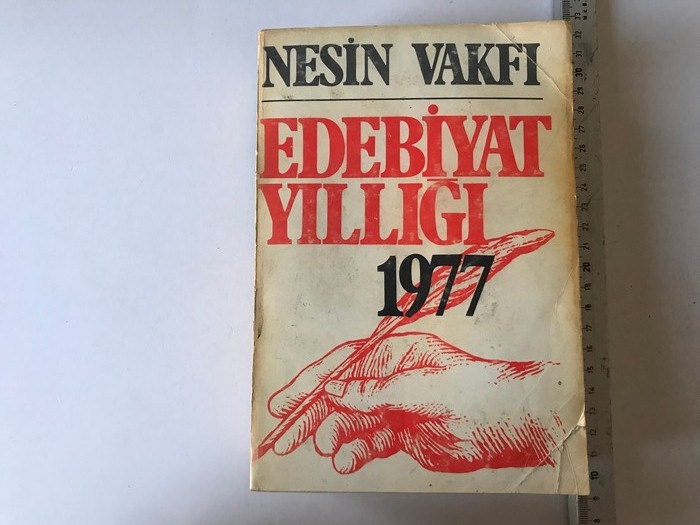 NESİN VAKFI
EDEBİYAT
YILLIĞI
1977